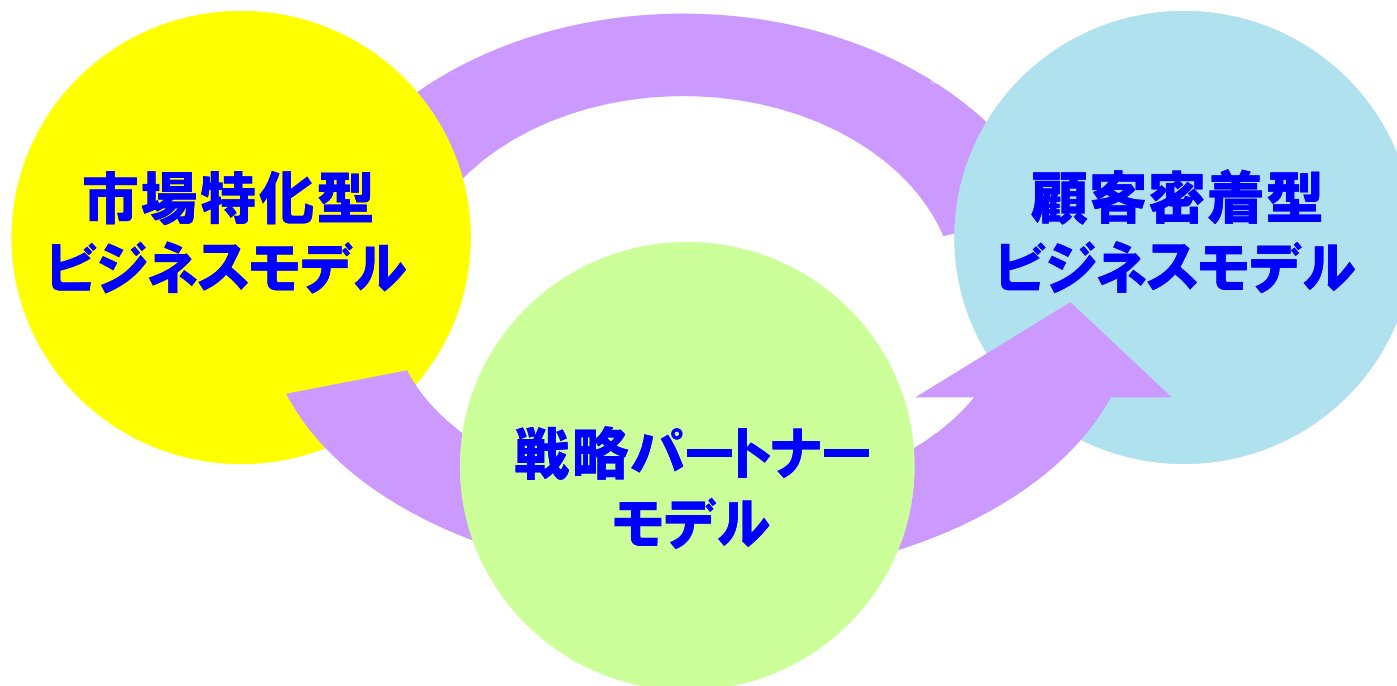 市場特化型
ビジネスモデル
顧客密着型
ビジネスモデル
戦略パートナー
モデル